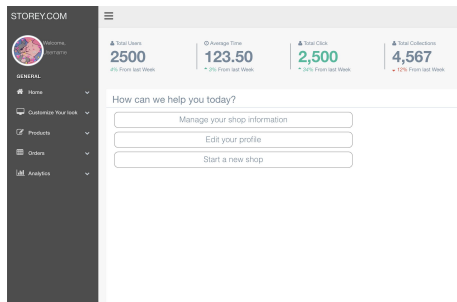 STOREY.COM
Welcome,
Username
GENERAL
Home
Customize Your look
Products
Orders
Analytics
Total Users
2500
4% From last Week
Average Time
123.50
3% From last Week
Total Click
2,500
34% From last Week
Total Collections
4,567
12% From last Week
How can we help you today?
Manage your shop information
Edit your profile
Start a new shop